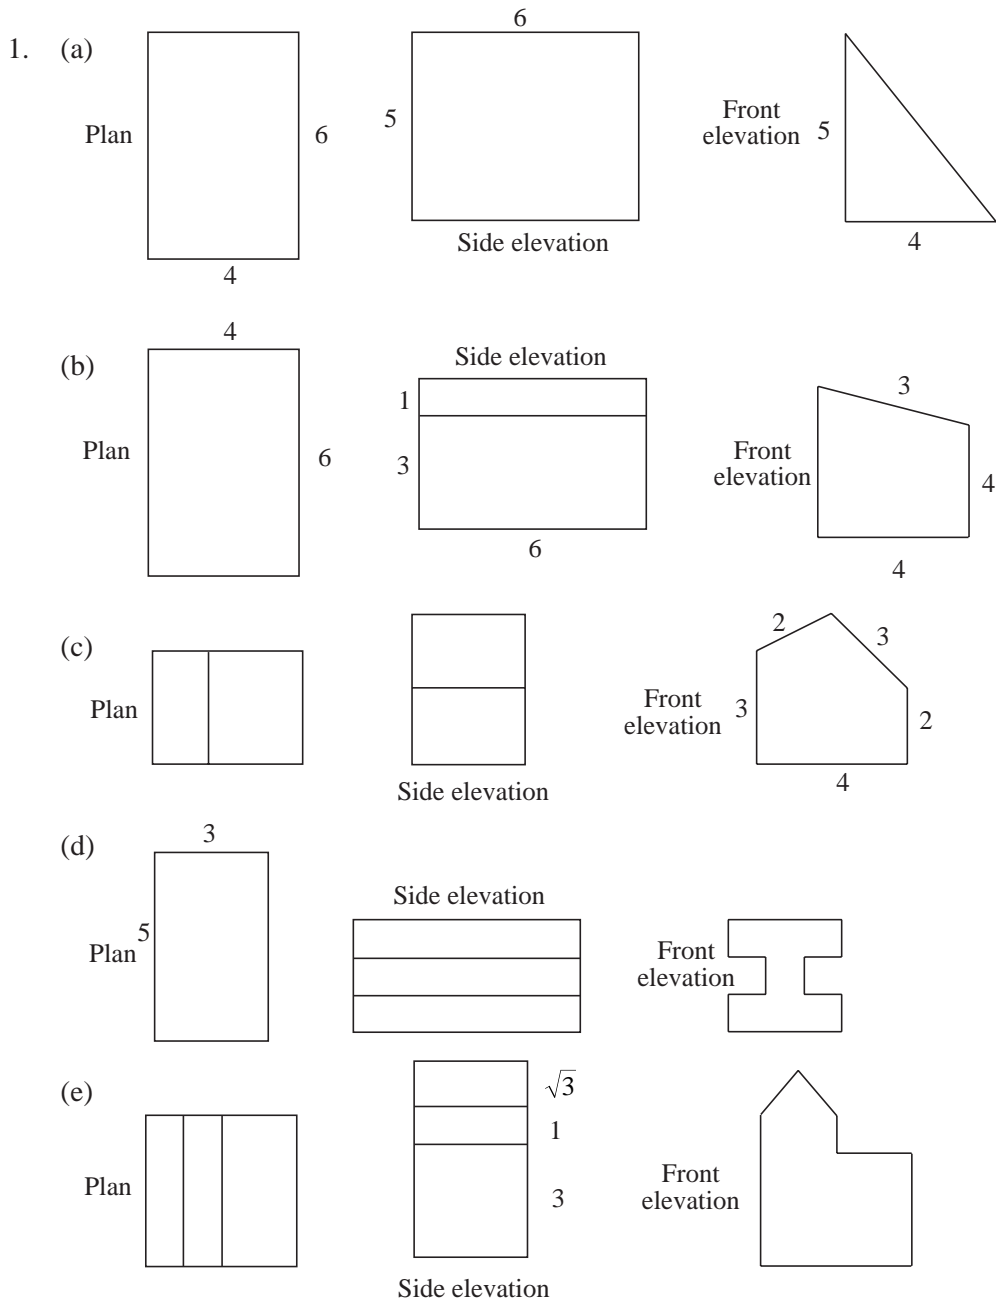 6
1. (a)
Plan
6
5
Front
elevation
5
Side elevation
4
4
4
(b)
Side elevation
1
3
Plan
6
3
Front
elevation
4
6
4
(c)
2
3
Plan
Front
elevation
3
2
Side elevation
4
3
(d)
Side elevation
5
Plan
Front
elevation
(e)
√3
1
Plan
3
Front
elevation
Side elevation